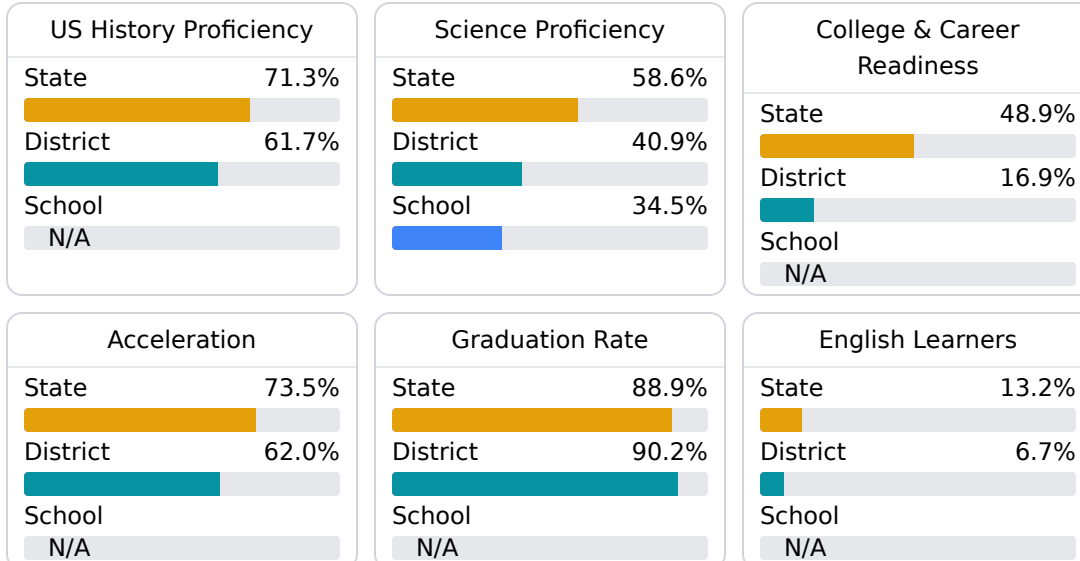 US History Proficiency
State 71.3%
District 61.7%
School
N/A
Science Proficiency
State 58.6%
District 40.9%
School 34.5%
College & Career
Readiness
State 48.9%
District 16.9%
School
N/A
Acceleration
State 73.5%
District 62.0%
School
N/A
Graduation Rate
State 88.9%
District 90.2%
School
N/A
English Learners
State 13.2%
District 6.7%
School
N/A